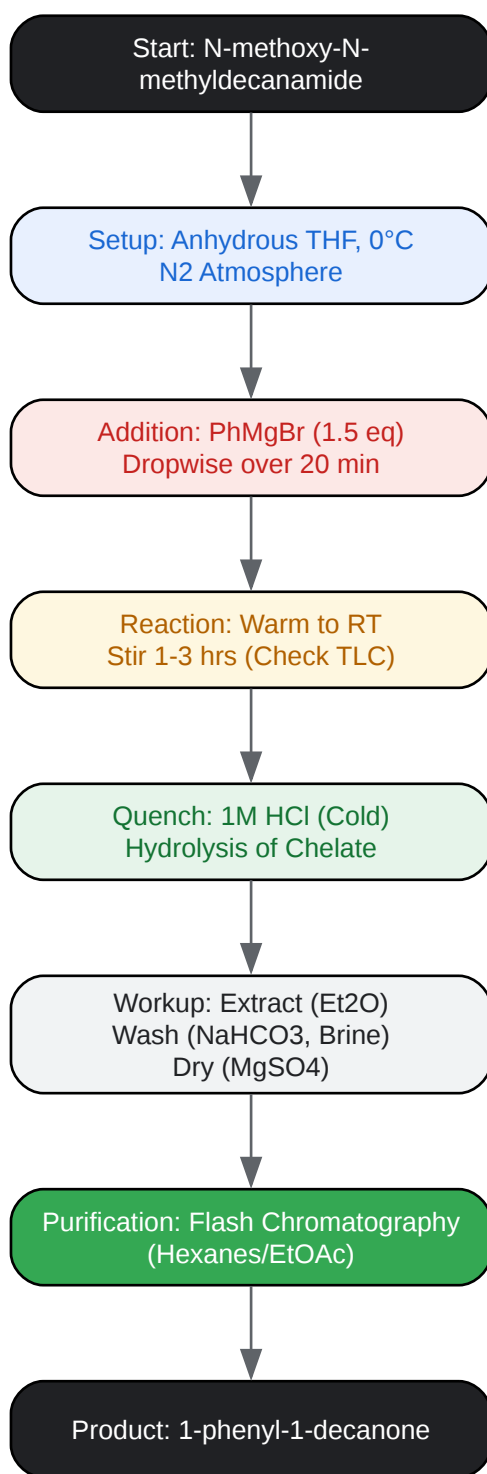 Start: N-methoxy-N-
methyldecanamide
Setup: Anhydrous THF, 0°C
N2 Atmosphere
Addition: PhMgBr (1.5 eq)
Dropwise over 20 min
Reaction: Warm to RT
Stir 1-3 hrs (Check TLC)
Quench: 1M HCl (Cold)
Hydrolysis of Chelate
Workup: Extract (Et2O)
Wash (NaHCO3, Brine)
Dry (MgSO4)
Purification: Flash Chromatography
(Hexanes/EtOAc)
Product: 1-phenyl-1-decanone